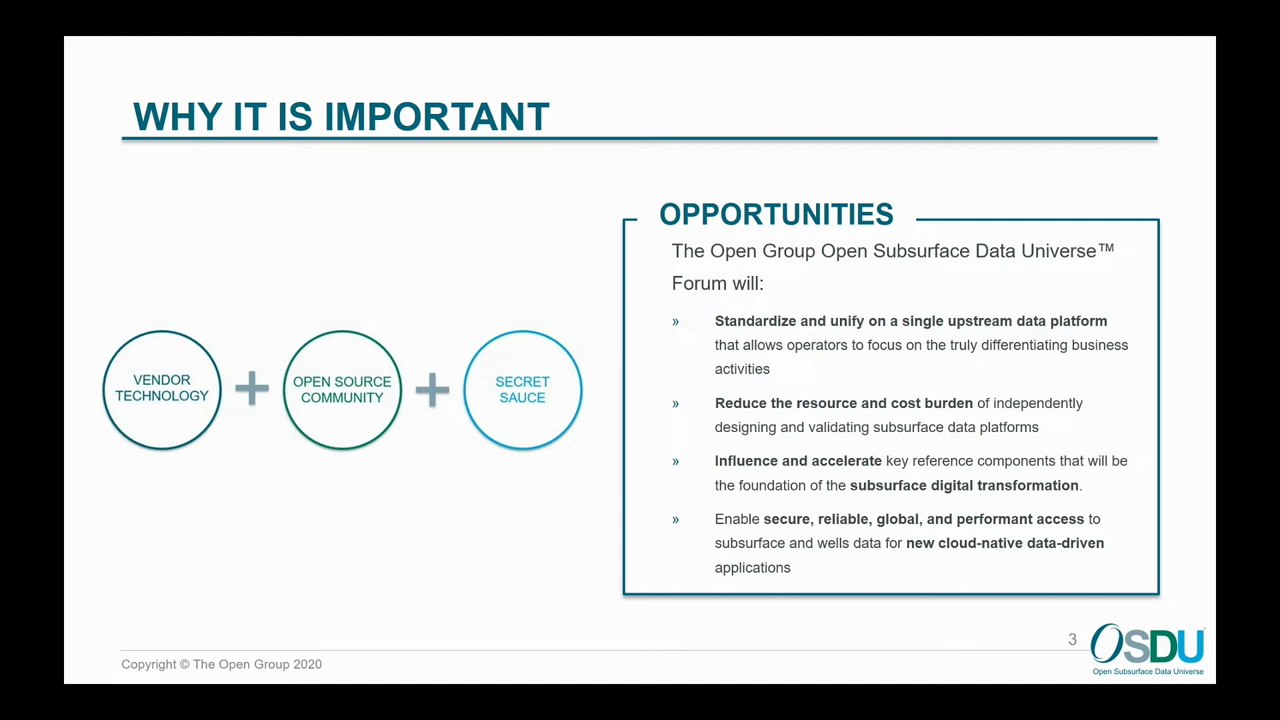 WHY IT IS IMPORTANT
VENDOR
TECHNOLOGY
+
OPEN SOURCE
COMMUNITY
+
SECRET
SAUCE
OPPORTUNITIES
The Open Group Open Subsurface Data Universe™
Forum will:
» Standardize and unify on a single upstream data platform
that allows operators to focus on the truly differentiating business
activities
» Reduce the resource and cost burden of independently
designing and validating subsurface data platforms
» Influence and accelerate key reference components that will be
the foundation of the subsurface digital transformation.
» Enable secure, reliable, global, and performant access to
subsurface and wells data for new cloud-native data-driven
applications
Copyright © The Open Group 2020
3
OSDU
Open Subsurface Data Universe